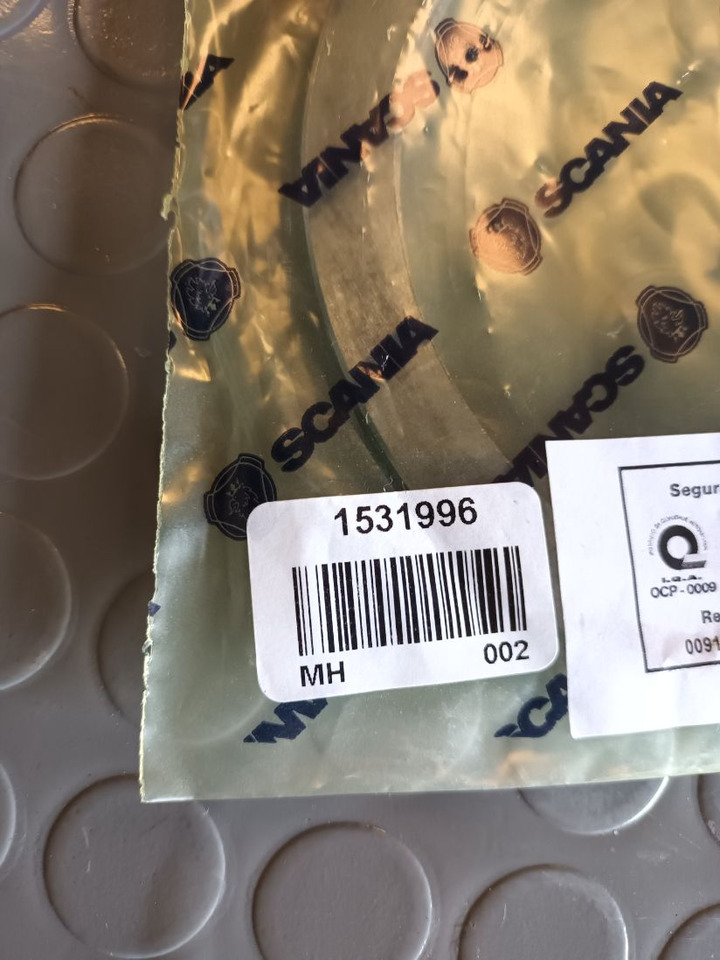 SCANIA
SCANIA
SCANIA
SCANIA
1531996
MH 002
Segur
I.Q.A.
OCP-0009
Re
0091